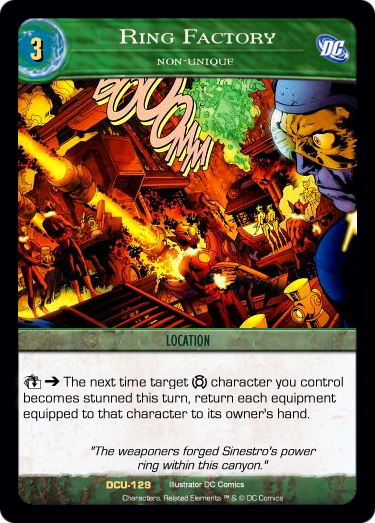 3
RING FACTORY
NON-UNIQUE
DC
BOOOMM
LOCATION
➔ The next time target character you control
becomes stunned this turn, return each equipment
equipped to that character to its owner's hand.
"The weaponers forged Sinestro's power
ring within this canyon."
DCU-129 Illustrator DC Comics
Characters, Related Elements ™ & © DC Comics